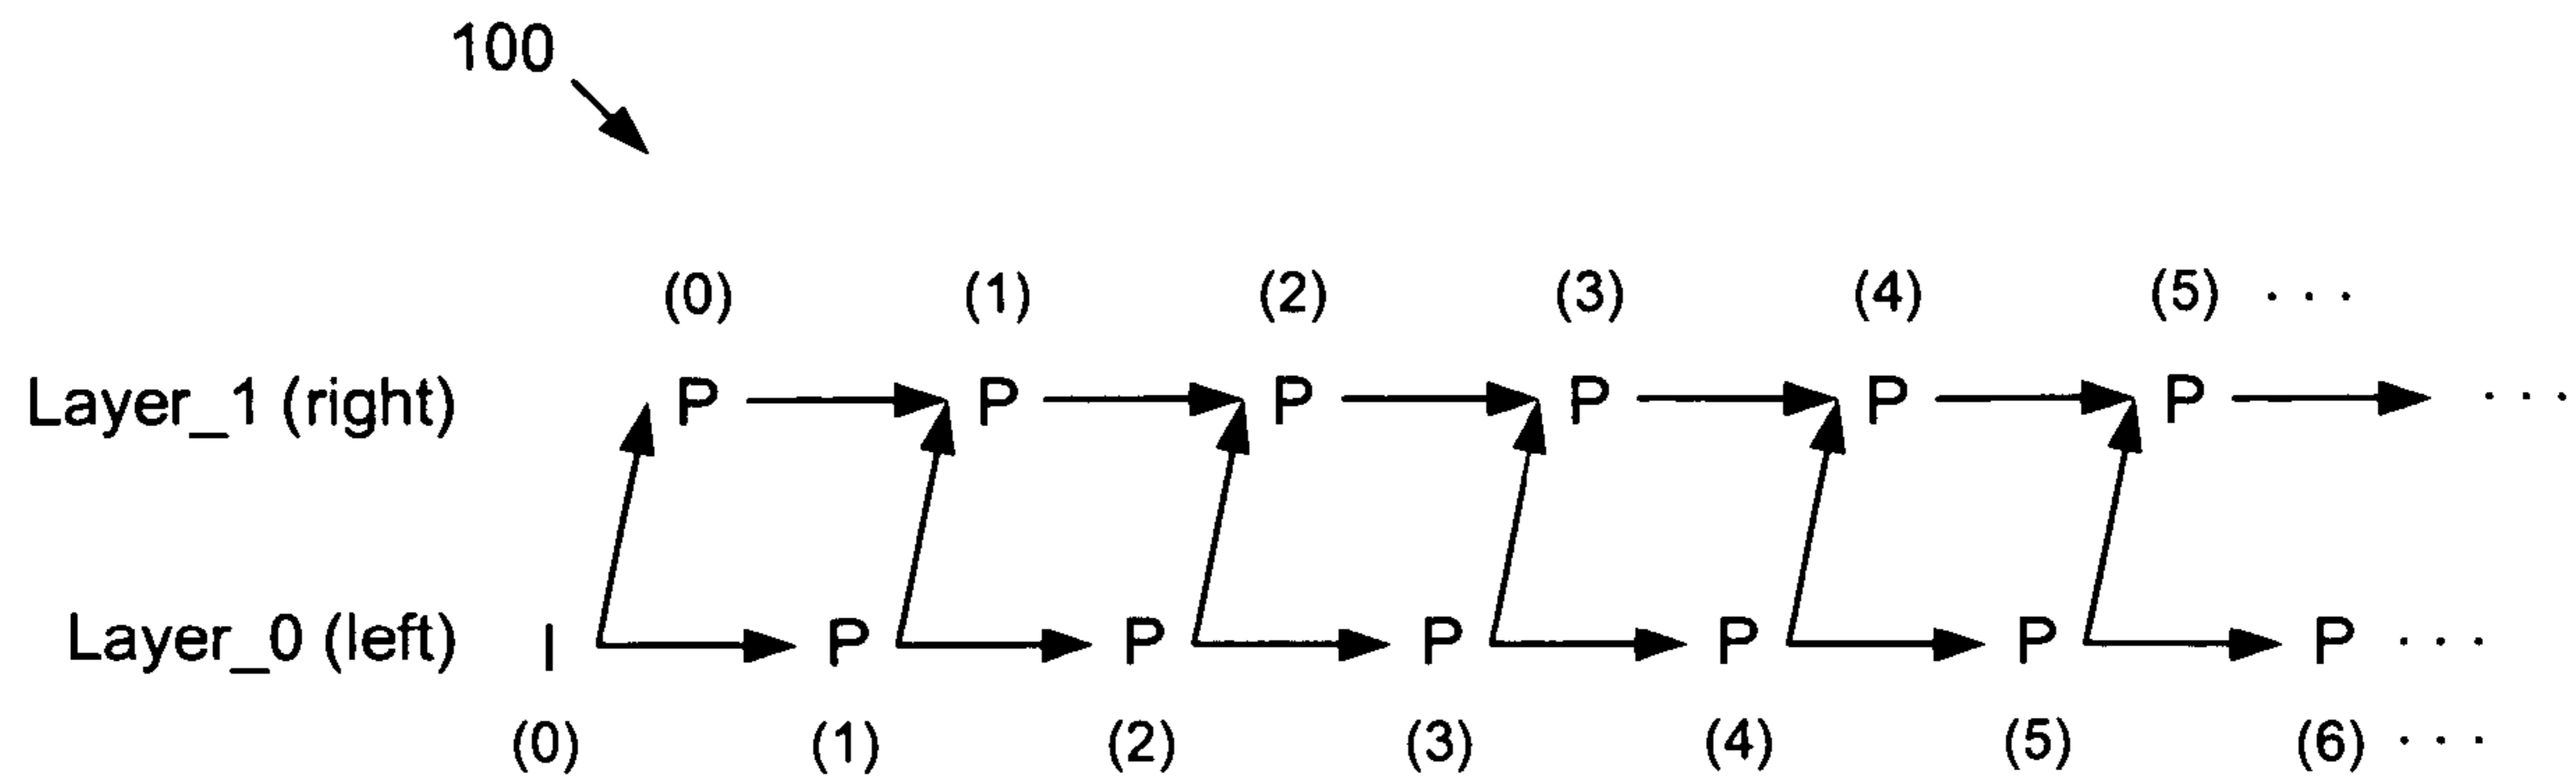 100
(0) (1) (2) (3) (4) (5) . . .
Layer_1 (right) P P P P P P . . .
Layer_0 (left) I P P P P P P . . .
(0) (1) (2) (3) (4) (5) (6) . . .